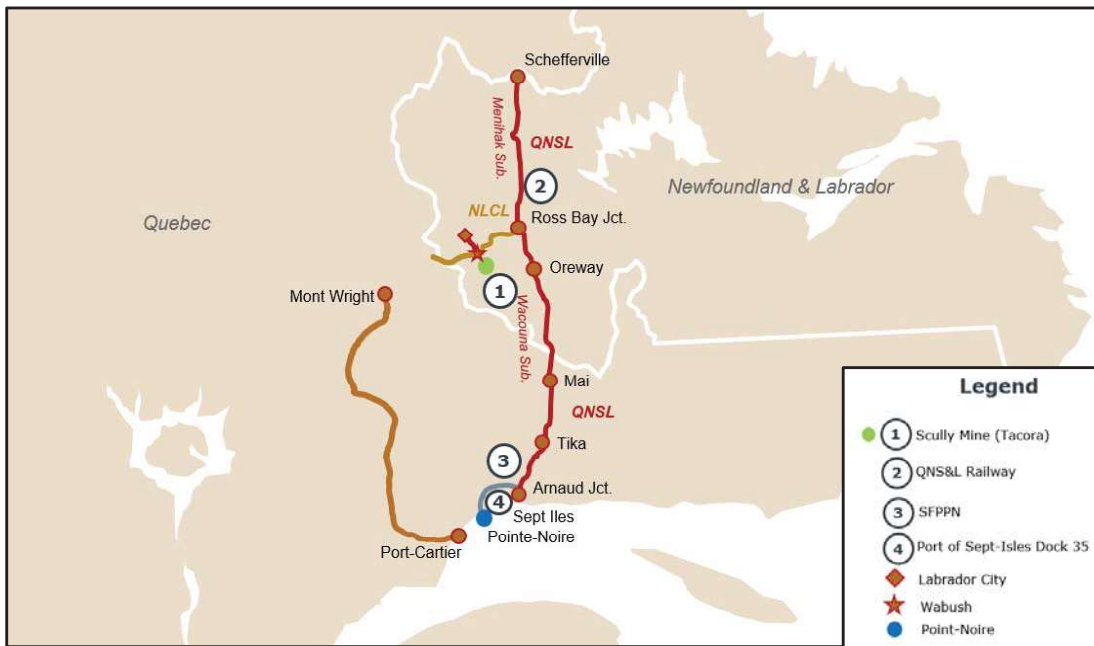 Schefferville
Menihak Sub.
QNSL
2
Newfoundland & Labrador
Quebec
NLCL
Ross Bay Jct.
Oreway
1
Mont Wright
Wacouna Sub.
Mai
QNSL
Tika
3
Arnaud Jct.
4
Sept Iles
Pointe-Noire
Port-Cartier
Legend
1 Scully Mine (Tacora)
2 QNS&L Railway
3 SFPPN
4 Port of Sept-Isles Dock 35
Labrador City
Wabush
Point-Noire